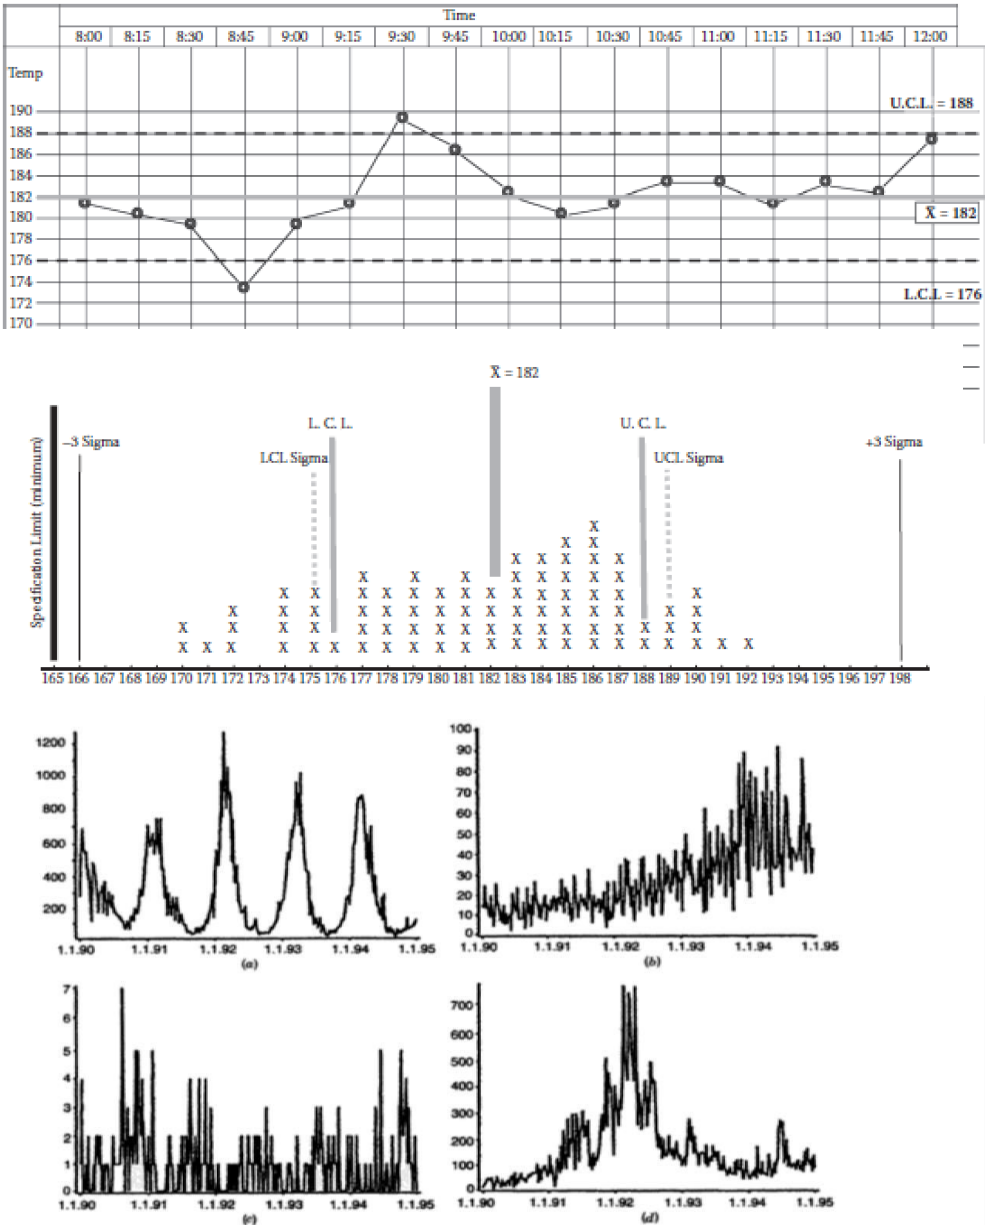 Time
8:00 8:15 8:30 8:45 9:00 9:15 9:30 9:45 10:00 10:15 10:30 10:45 11:00 11:15 11:30 11:45 12:00
Temp
190
U.C.L. = 188
188
186
184
182
180
X̄ = 182
178
176
174
L.C.L = 176
172
170
X̄ = 182
L. C. L.
U. C. L.
–3 Sigma
+3 Sigma
LCL Sigma
UCL Sigma
Specification Limit (minimum)
X
X
X X X X
X X X X X
X X X X X X X
X X X X X X X X X X X X X X X
X X X X X X X X X X X X X X X X X
X X X X X X X X X X X X X X X X X X X
X X X X X X X X X X X X X X X X X X X X X X
165 166 167 168 169 170 171 172 173 174 175 176 177 178 179 180 181 182 183 184 185 186 187 188 189 190 191 192 193 194 195 196 197 198
1200
1000
800
600
400
200
1.1.90 1.1.91 1.1.92 1.1.93 1.1.94 1.1.95
(a)
100
90
80
70
60
50
40
30
20
10
0
1.1.90 1.1.91 1.1.92 1.1.93 1.1.94 1.1.95
(b)
7
6
5
4
3
2
1
0
1.1.90 1.1.91 1.1.92 1.1.93 1.1.94 1.1.95
(c)
700
600
500
400
300
200
100
0
1.1.90 1.1.91 1.1.92 1.1.93 1.1.94 1.1.95
(d)